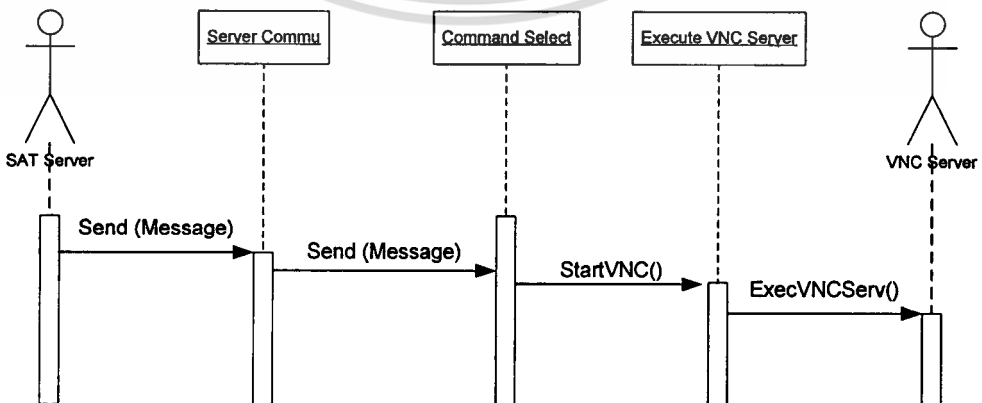 Server Commu
Command Select
Execute VNC Server
SAT Server
VNC Server
Send (Message)
Send (Message)
StartVNC()
ExecVNCServ()